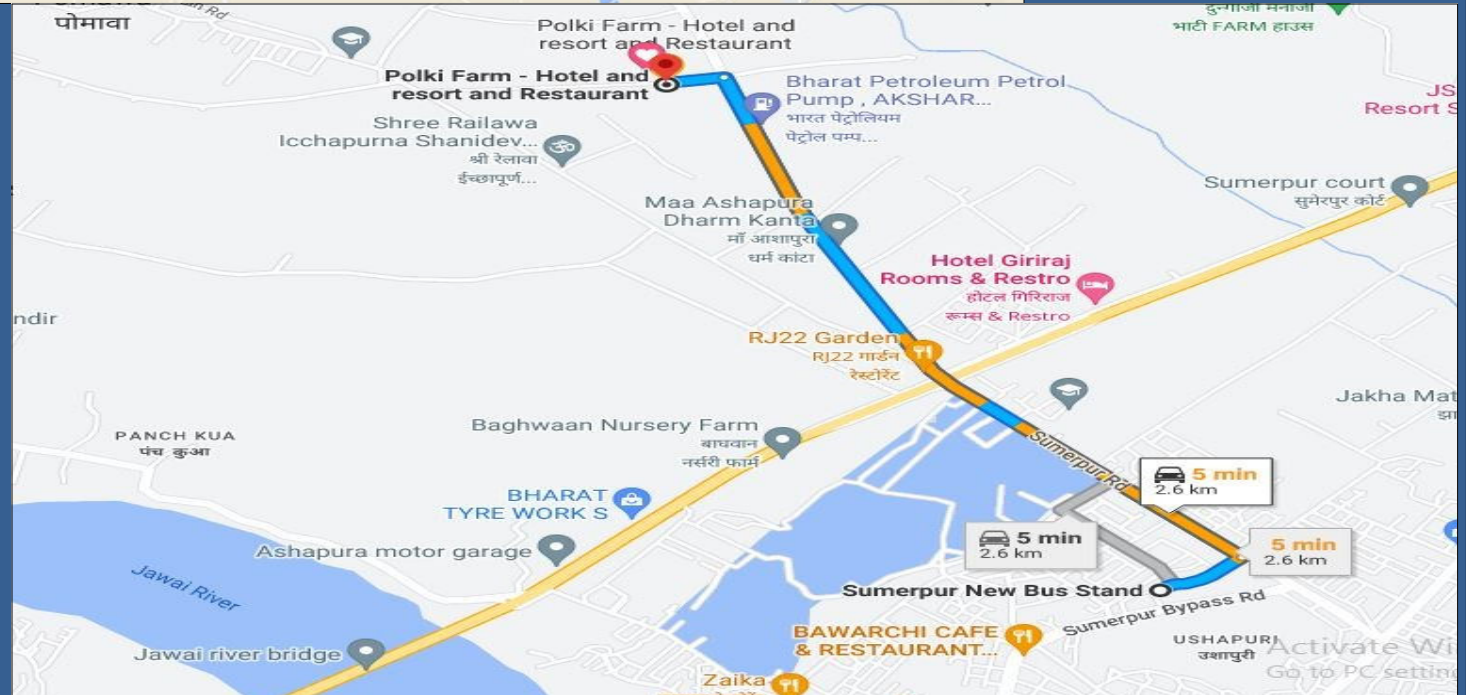 पोमावा
Rd
दुन्गाजी मनाजी
भाटी FARM हाउस
Polki Farm - Hotel and
resort and Restaurant
Polki Farm - Hotel and
resort and Restaurant
Bharat Petroleum Petrol
Pump , AKSHAR...
भारत पेट्रोलियम
पेट्रोल पम्प...
JS
Resort S
Shree Railawa
Icchapurna Shanidev...
श्री रेलावा
ईच्छापूर्ण...
Sumerpur court
सुमेरपुर कोर्ट
Maa Ashapura
Dharm Kanta
माँ आशापुरा
धर्म कांटा
Hotel Giriraj
Rooms & Restro
होटल गिरिराज
रूम्स & Restro
ndir
RJ22 Garden
RJ22 गार्डन
रेस्टोरेंट
Jakha Mat
झा
Baghwaan Nursery Farm
बाघवान
नर्सरी फार्म
PANCH KUA
पंच कुआ
Sumerpur Rd
5 min
2.6 km
BHARAT
TYRE WORK S
Ashapura motor garage
5 min
2.6 km
5 min
2.6 km
Jawai River
Sumerpur New Bus Stand
Sumerpur Bypass Rd
BAWARCHI CAFE
& RESTAURANT...
USHAPURI
उशापुरी
Jawai river bridge
Activate Wi
Go to PC setting
Zaika